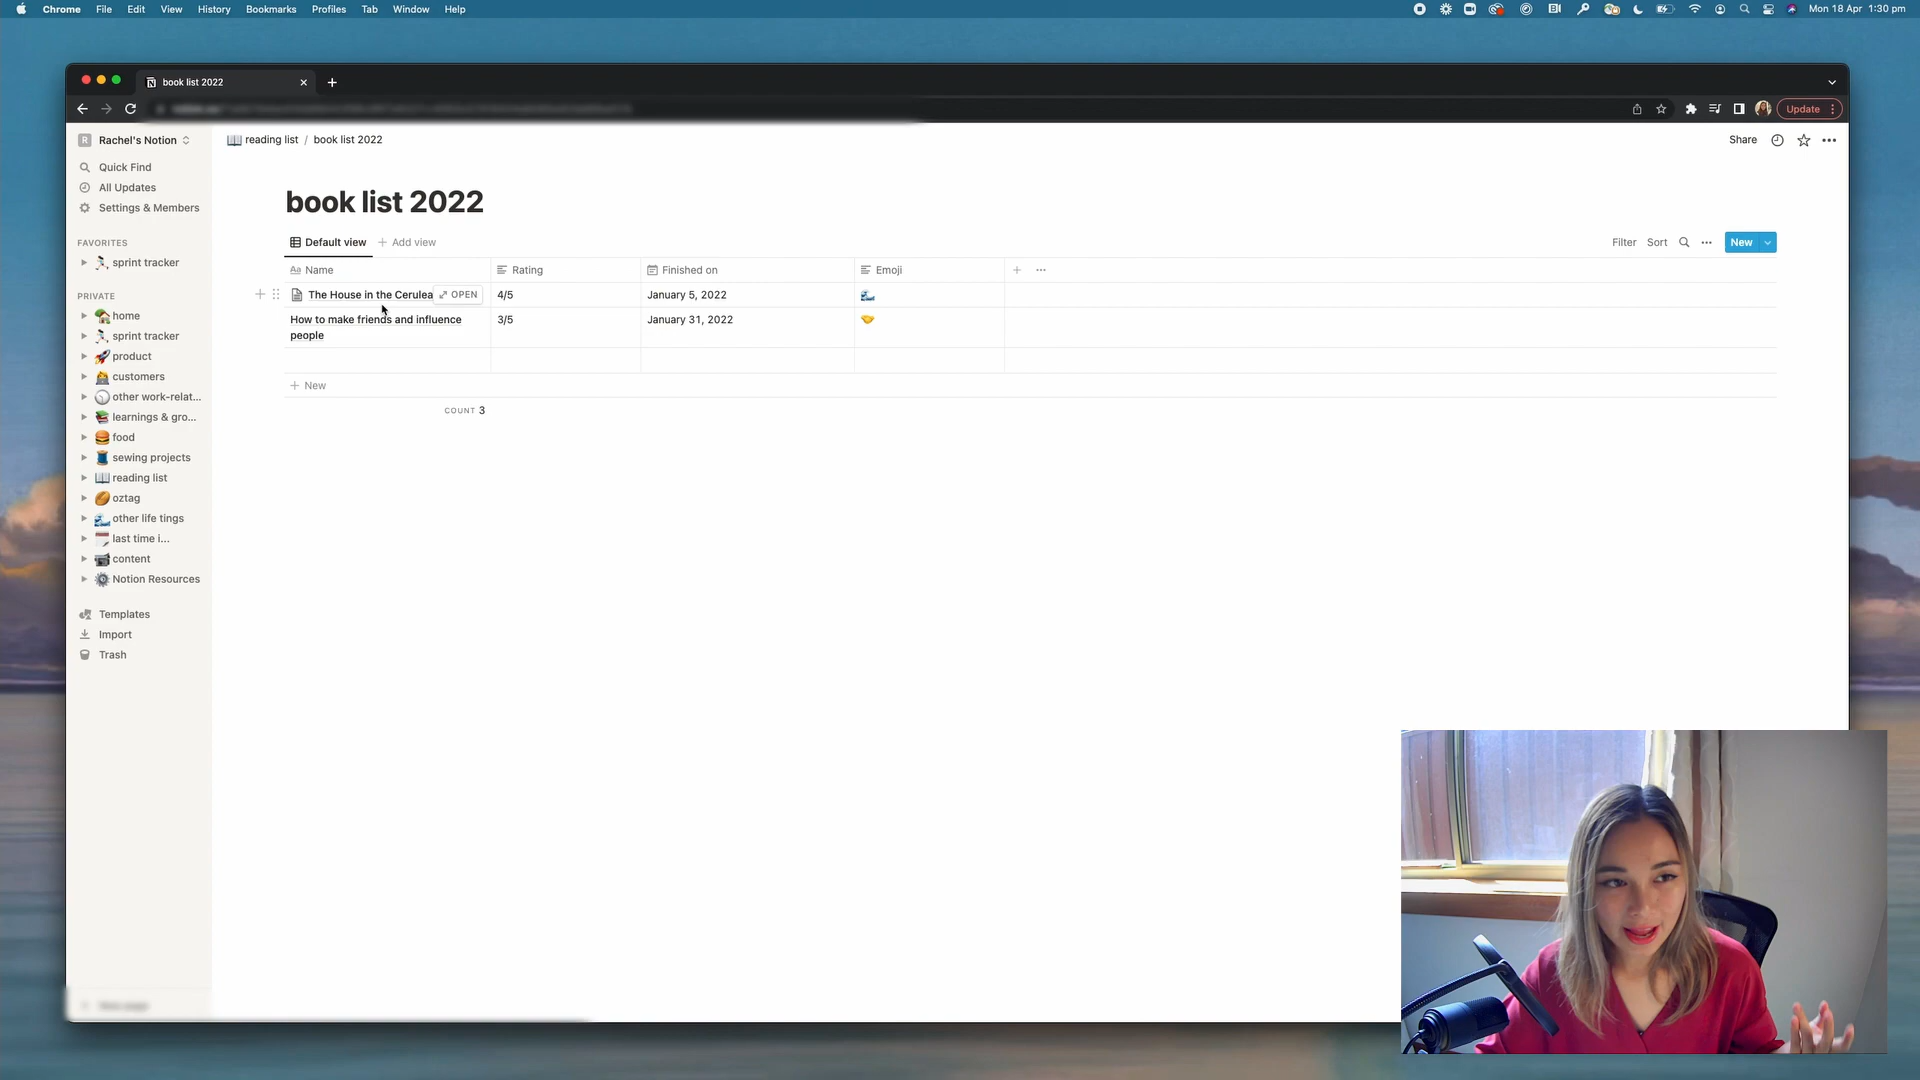 Chrome File Edit View History Bookmarks Profiles Tab Window Help Mon 18 Apr 1:30 pm
book list 2022
Update
Rachel's Notion
reading list / book list 2022
Share
Quick Find
All Updates
Settings & Members
FAVORITES
sprint tracker
PRIVATE
home
sprint tracker
product
customers
other work-relat...
learnings & gro...
food
sewing projects
reading list
oztag
other life tings
last time i...
content
Notion Resources
Templates
Import
Trash
book list 2022
Default view + Add view
Filter Sort New
Aa Name Rating Finished on Emoji
The House in the Cerulea OPEN 4/5 January 5, 2022
How to make friends and influence 3/5 January 31, 2022
people
+ New
COUNT 3